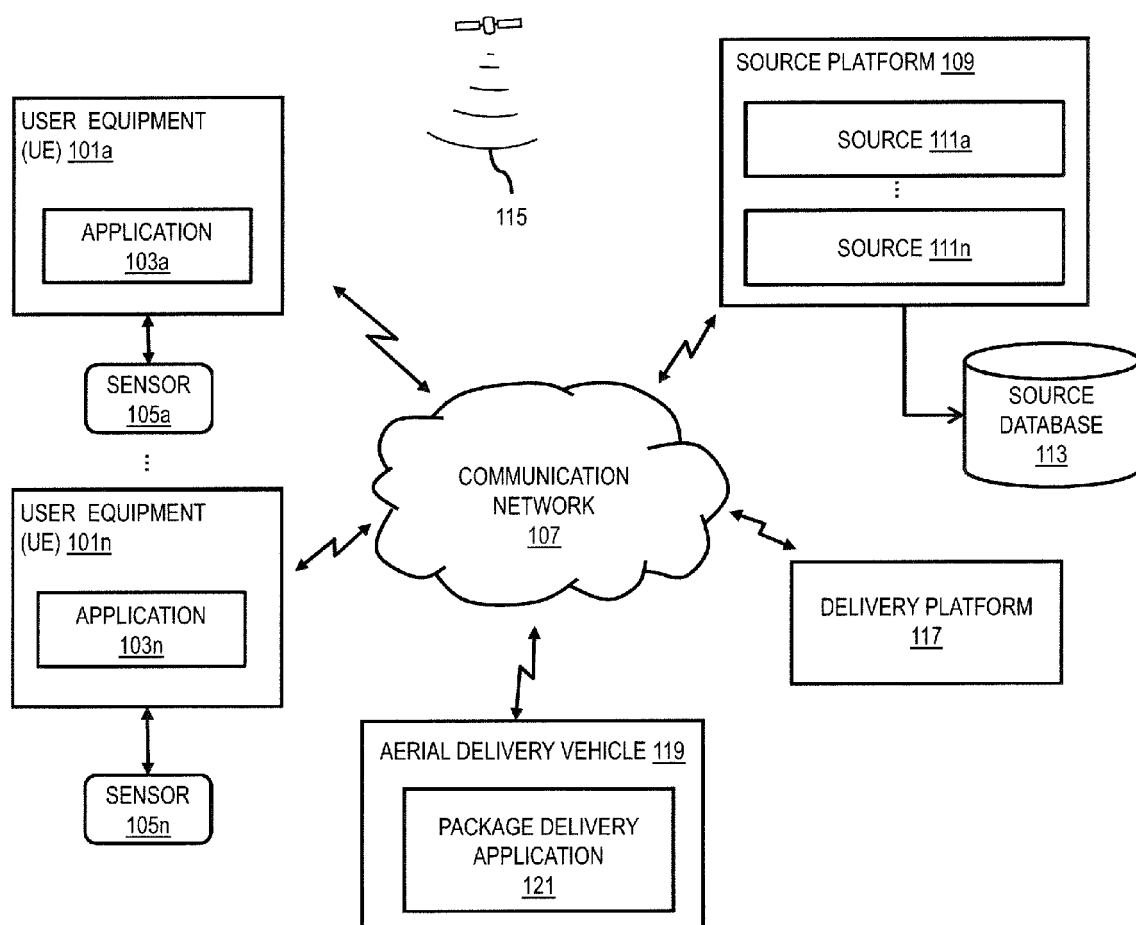 USER EQUIPMENT
(UE) 101a
APPLICATION
103a
SENSOR
105a
...
USER EQUIPMENT
(UE) 101n
APPLICATION
103n
SENSOR
105n
115
SOURCE PLATFORM 109
SOURCE 111a
...
SOURCE 111n
SOURCE
DATABASE
113
COMMUNICATION
NETWORK
107
DELIVERY PLATFORM
117
AERIAL DELIVERY VEHICLE 119
PACKAGE DELIVERY
APPLICATION
121